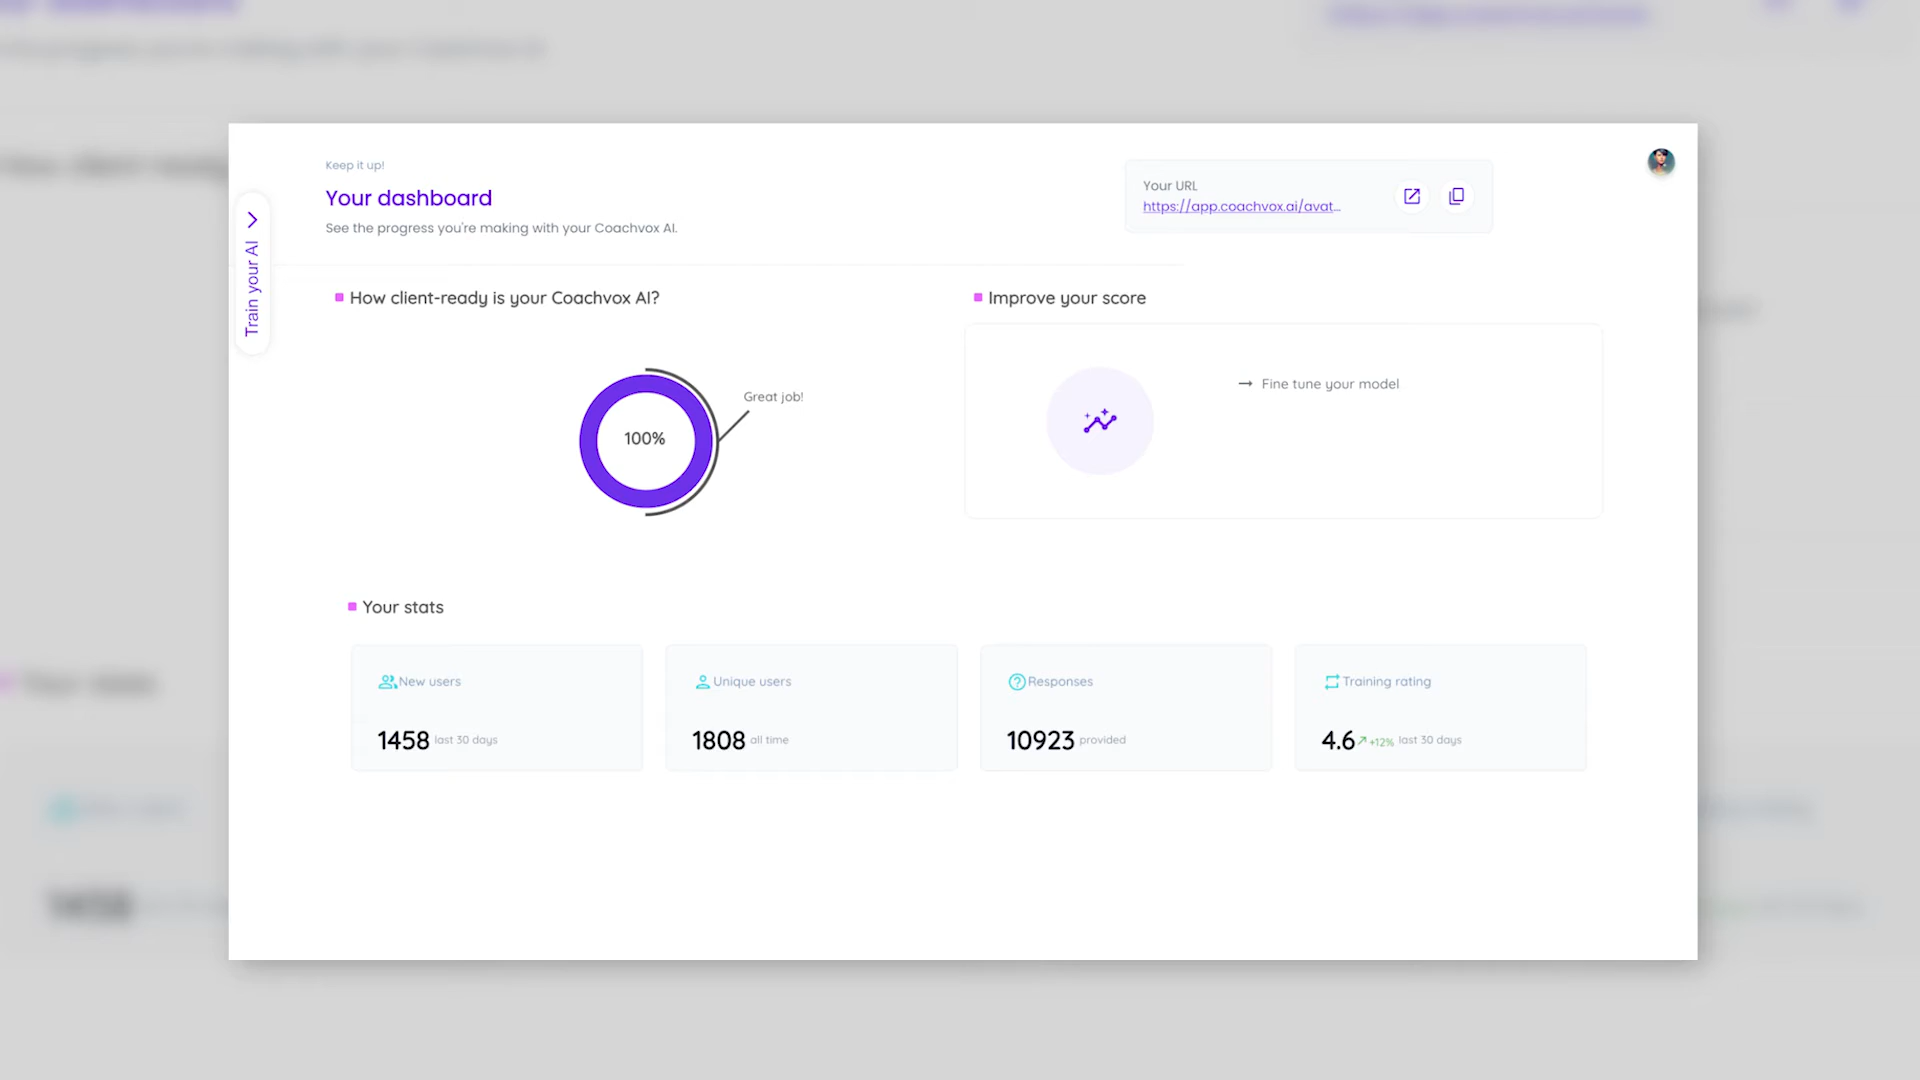 Keep it up!
Your dashboard
See the progress you're making with your Coachvox AI.
Your URL
https://app.coachvox.ai/avat...
Train your AI
How client-ready is your Coachvox AI?
100%
Great job!
Improve your score
→ Fine tune your model
Your stats
New users
1458 last 30 days
Unique users
1808 all time
Responses
10923 provided
Training rating
4.6 +12% last 30 days
Your stats
1458